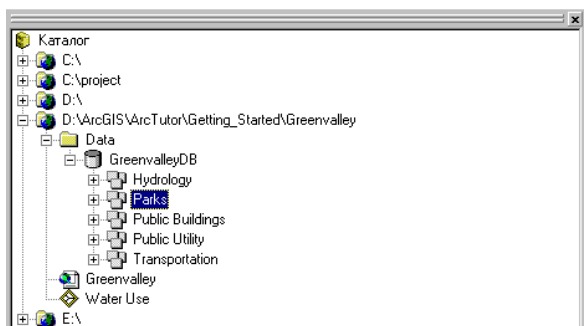 Каталог
C:\
C:\project
D:\
D:\ArcGIS\ArcTutor\Getting_Started\Greenvalley
Data
GreenvalleyDB
Hydrology
Parks
Public Buildings
Public Utility
Transportation
Greenvalley
Water Use
E:\